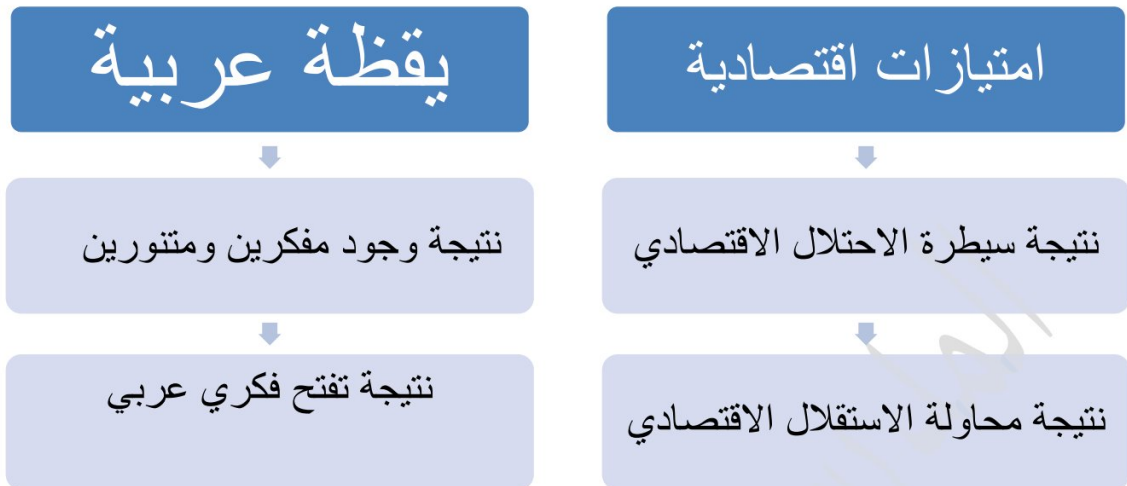 امتيازات اقتصادية
نتيجة سيطرة الاحتلال الاقتصادي
نتيجة محاولة الاستقلال الاقتصادي
يقظة عربية
نتيجة وجود مفكرين ومتنورين
نتيجة تفتح فكري عربي